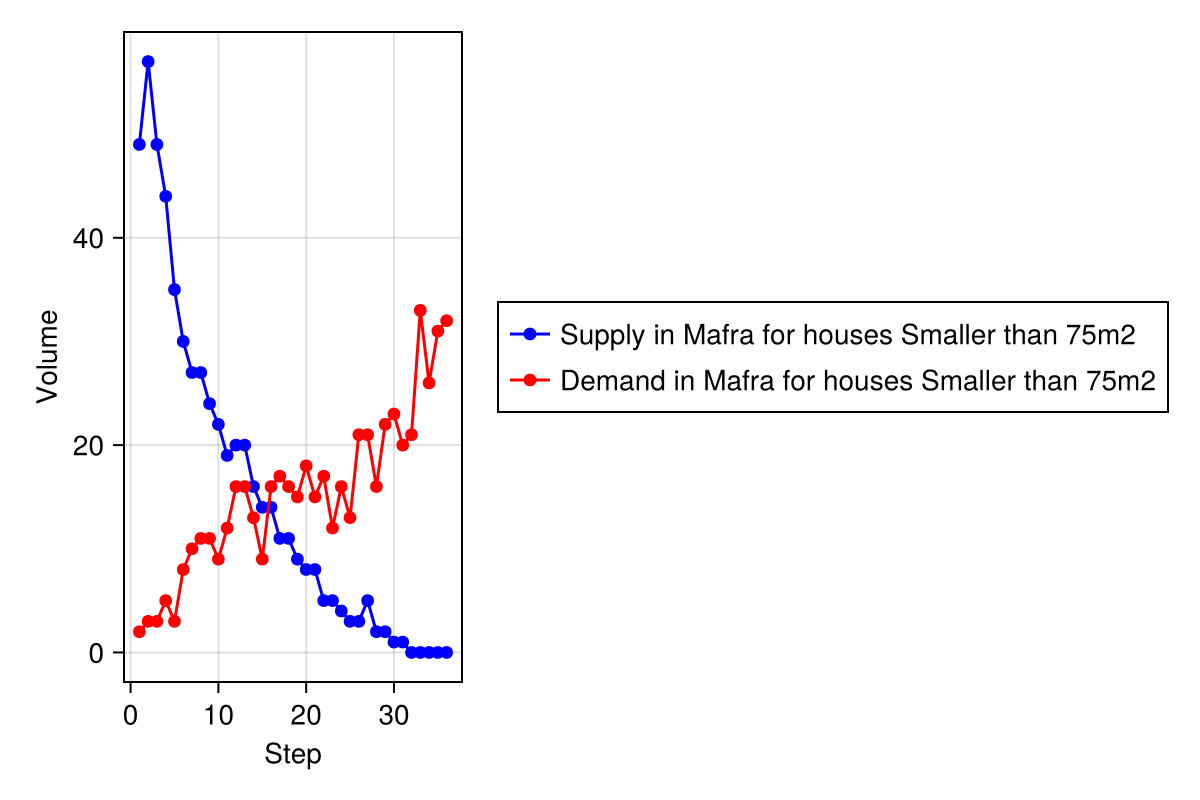 Volume
40
20
0
0 10 20 30
Step
Supply in Mafra for houses Smaller than 75m2
Demand in Mafra for houses Smaller than 75m2